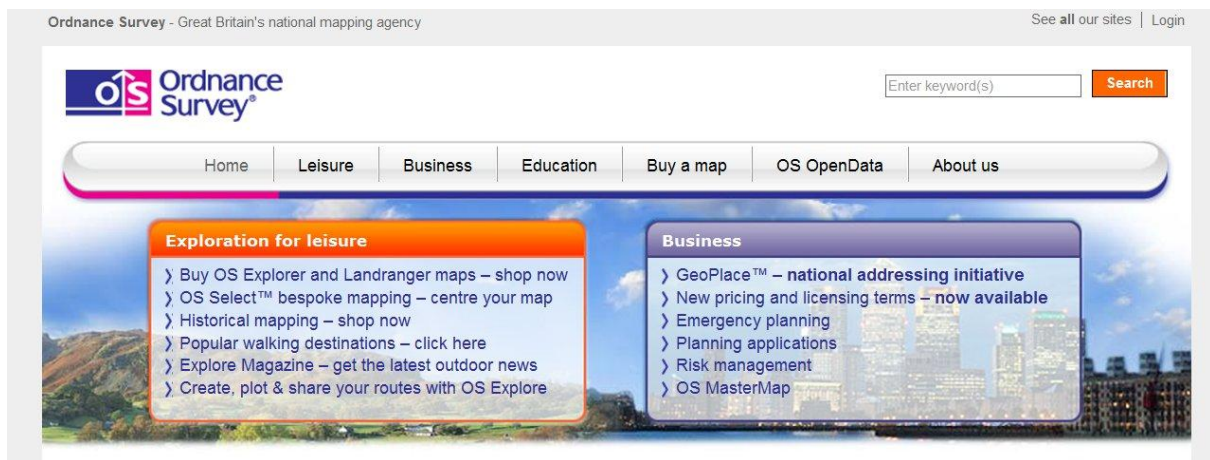 Ordnance Survey - Great Britain's national mapping agency
See all our sites | Login
OS Ordnance
Survey®
Enter keyword(s)
Search
Home Leisure Business Education Buy a map OS OpenData About us
Exploration for leisure
❯ Buy OS Explorer and Landranger maps – shop now
❯ OS Select™ bespoke mapping – centre your map
❯ Historical mapping – shop now
❯ Popular walking destinations – click here
❯ Explore Magazine – get the latest outdoor news
❯ Create, plot & share your routes with OS Explore
Business
❯ GeoPlace™ – national addressing initiative
❯ New pricing and licensing terms – now available
❯ Emergency planning
❯ Planning applications
❯ Risk management
❯ OS MasterMap